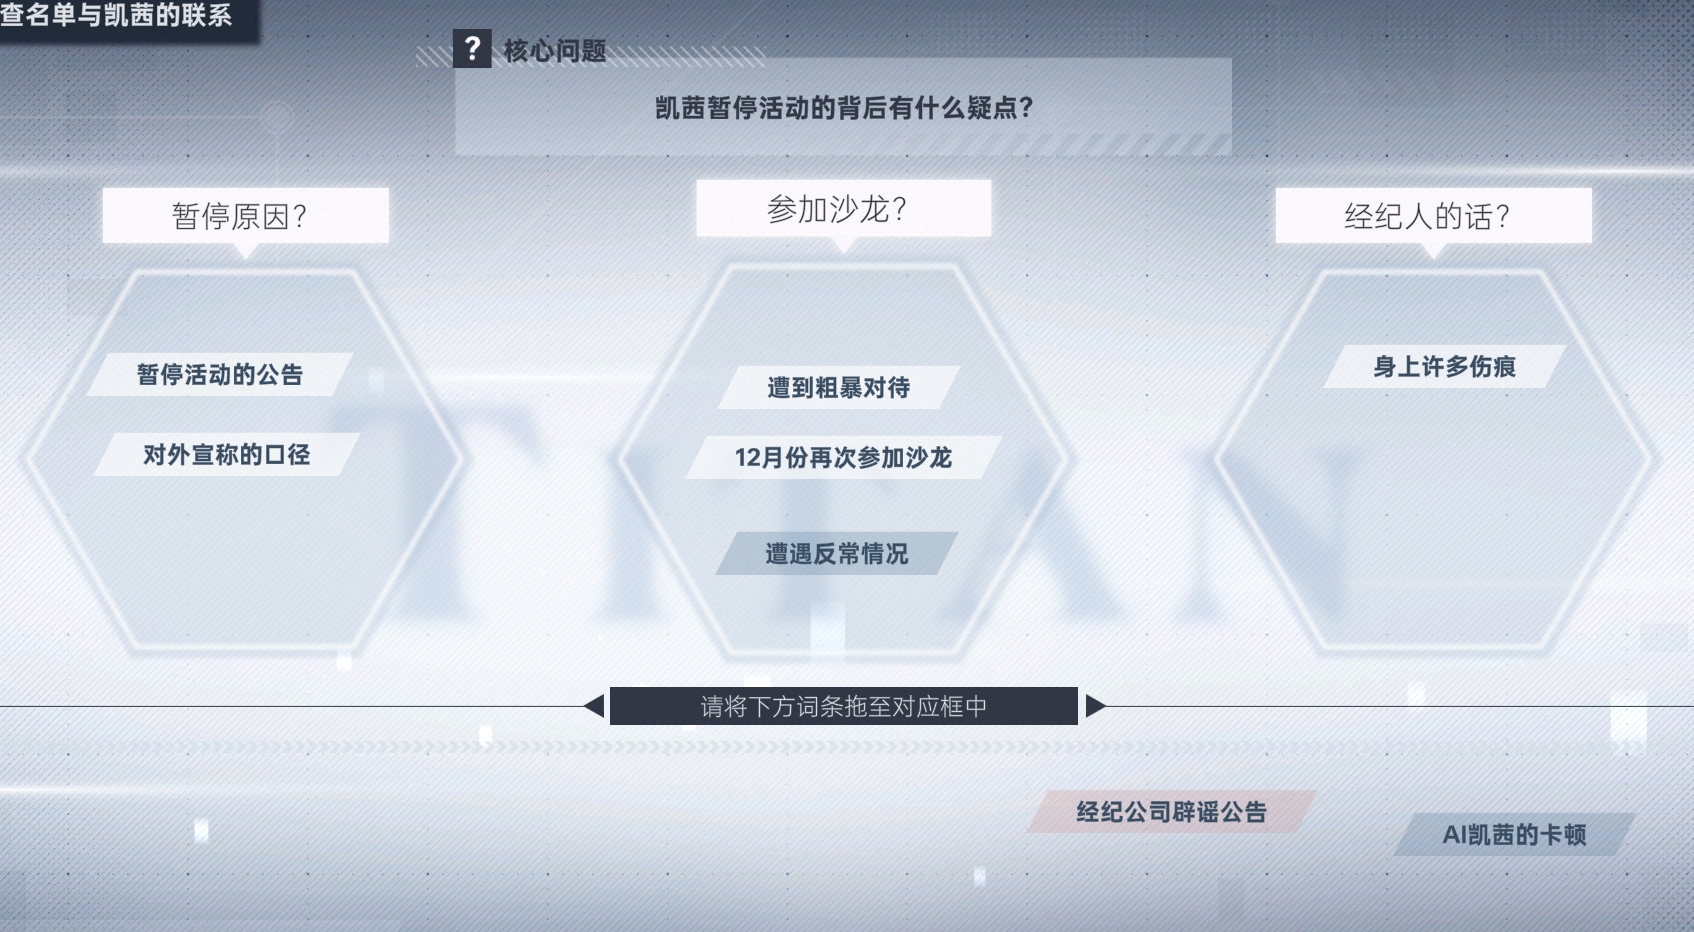 查名单与凯茜的联系
? 核心问题
凯茜暂停活动的背后有什么疑点?
暂停原因?
参加沙龙?
经纪人的话?
暂停活动的公告
对外宣称的口径
遭到粗暴对待
12月份再次参加沙龙
遭遇反常情况
身上许多伤痕
TITAN
请将下方词条拖至对应框中
经纪公司辟谣公告
AI凯茜的卡顿